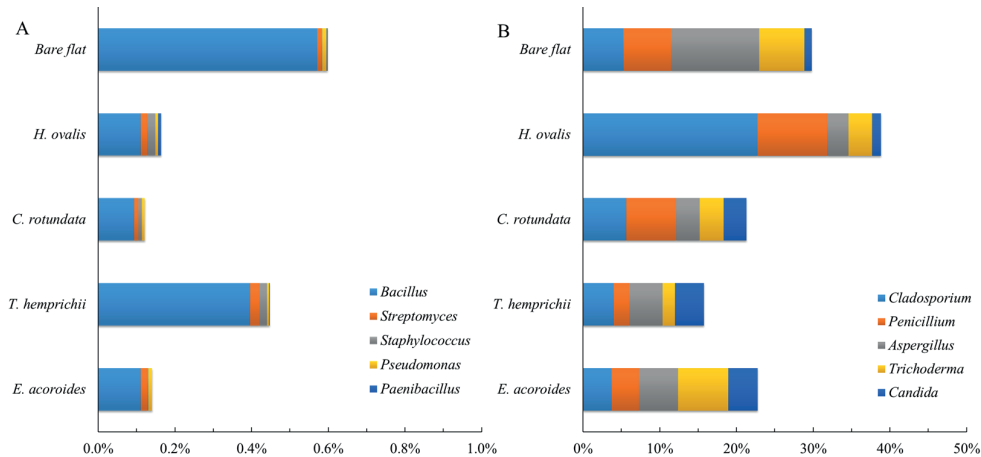 A
Bare flat
H. ovalis
C. rotundata
T. hemprichii
E. acoroides
Bacillus
Streptomyces
Staphylococcus
Pseudomonas
Paenibacillus
0.0% 0.2% 0.4% 0.6% 0.8% 1.0%
B
Bare flat
H. ovalis
C. rotundata
T. hemprichii
E. acoroides
Cladosporium
Penicillium
Aspergillus
Trichoderma
Candida
0% 10% 20% 30% 40% 50%